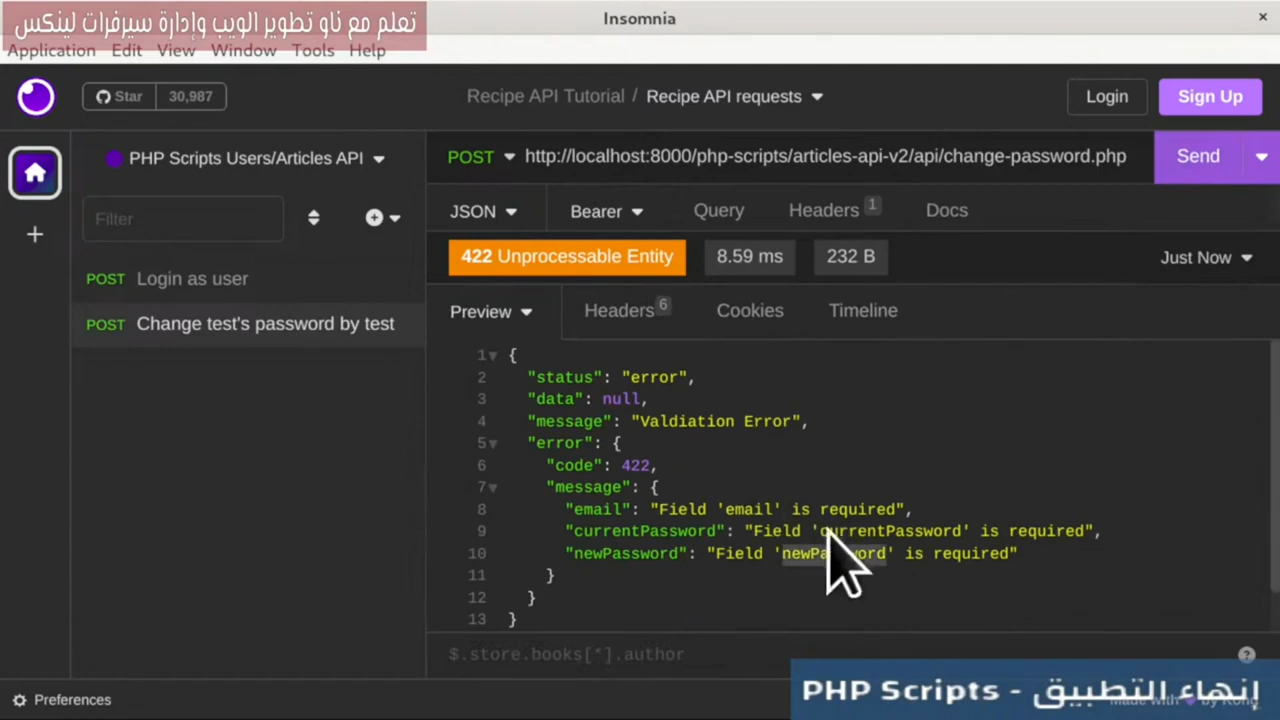 Insomnia
تعلم مع ناو تطوير الويب وإدارة سيرفرات لينكس
Application Edit View Window Tools Help
Star 30,987
Recipe API Tutorial / Recipe API requests
Login
Sign Up
PHP Scripts Users/Articles API
POST http://localhost:8000/php-scripts/articles-api-v2/api/change-password.php
Send
Filter
JSON Bearer Query Headers 1 Docs
422 Unprocessable Entity 8.59 ms 232 B Just Now
POST Login as user
POST Change test's password by test
Preview Headers 6 Cookies Timeline
1 {
2 "status": "error",
3 "data": null,
4 "message": "Valdiation Error",
5 "error": {
6 "code": 422,
7 "message": {
8 "email": "Field 'email' is required",
9 "currentPassword": "Field 'currentPassword' is required",
10 "newPassword": "Field 'newPassword' is required"
11 }
12 }
13 }
$.store.books[*].author
Preferences
إنهاء التطبيق - PHP Scripts
Made with by Kong